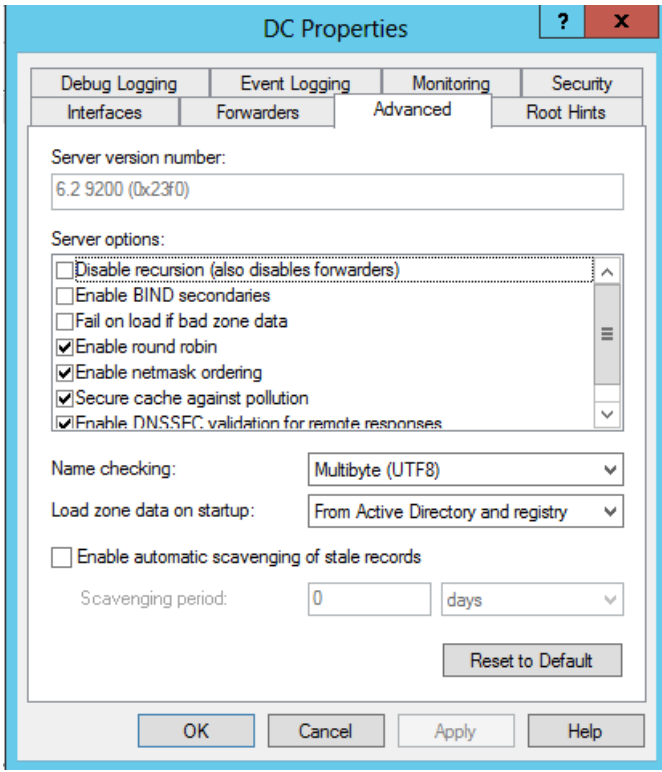 DC Properties
?
x
Debug Logging Event Logging Monitoring Security
Interfaces Forwarders Advanced Root Hints
Server version number:
6.2 9200 (0x23f0)
Server options:
Disable recursion (also disables forwarders)
Enable BIND secondaries
Fail on load if bad zone data
Enable round robin
Enable netmask ordering
Secure cache against pollution
Enable DNSSEC validation for remote responses
Name checking: Multibyte (UTF8)
Load zone data on startup: From Active Directory and registry
Enable automatic scavenging of stale records
Scavenging period: 0 days
Reset to Default
OK Cancel Apply Help